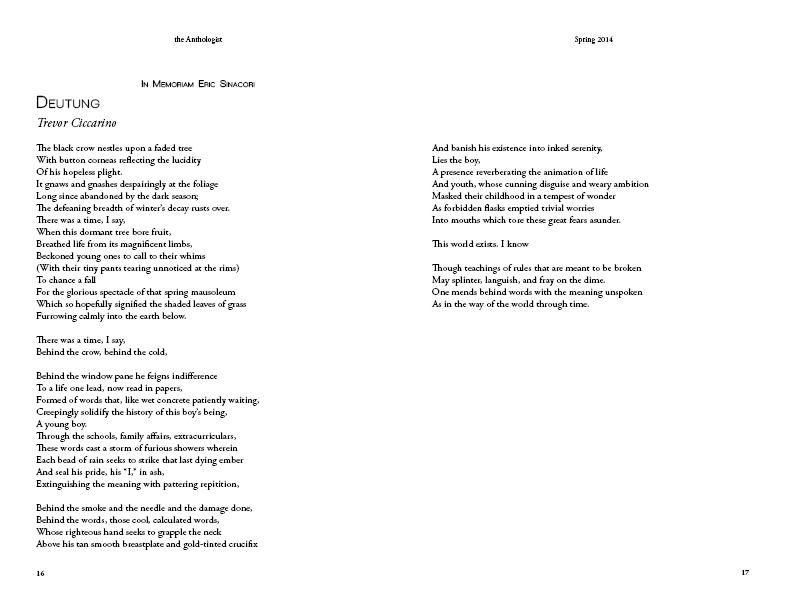 the Anthologist
In Memoriam Eric Sinacori
Deutung
Trevor Ciccarino
The black crow nestles upon a faded tree
With button corneas reflecting the lucidity
Of his hopeless plight.
It gnaws and gnashes despairingly at the foliage
Long since abandoned by the dark season;
The defeaning breadth of winter's decay rusts over.
There was a time, I say,
When this dormant tree bore fruit,
Breathed life from its magnificent limbs,
Beckoned young ones to call to their whims
(With their tiny pants tearing unnoticed at the rims)
To chance a fall
For the glorious spectacle of that spring mausoleum
Which so hopefully signified the shaded leaves of grass
Furrowing calmly into the earth below.
There was a time, I say,
Behind the crow, behind the cold,
Behind the window pane he feigns indifference
To a life one lead, now read in papers,
Formed of words that, like wet concrete patiently waiting,
Creepingly solidify the history of this boy's being,
A young boy.
Through the schools, family affairs, extracurriculars,
These words cast a storm of furious showers wherein
Each bead of rain seeks to strike that last dying ember
And seal his pride, his "I," in ash,
Extinguishing the meaning with pattering repitition,
Behind the smoke and the needle and the damage done,
Behind the words, those cool, calculated words,
Whose righteous hand seeks to grapple the neck
Above his tan smooth breastplate and gold-tinted crucifix
16
Spring 2014
And banish his existence into inked serenity,
Lies the boy,
A presence reverberating the animation of life
And youth, whose cunning disguise and weary ambition
Masked their childhood in a tempest of wonder
As forbidden flasks emptied trivial worries
Into mouths which tore these great fears asunder.
This world exists. I know
Though teachings of rules that are meant to be broken
May splinter, languish, and fray on the dime.
One mends behind words with the meaning unspoken
As in the way of the world through time.
17